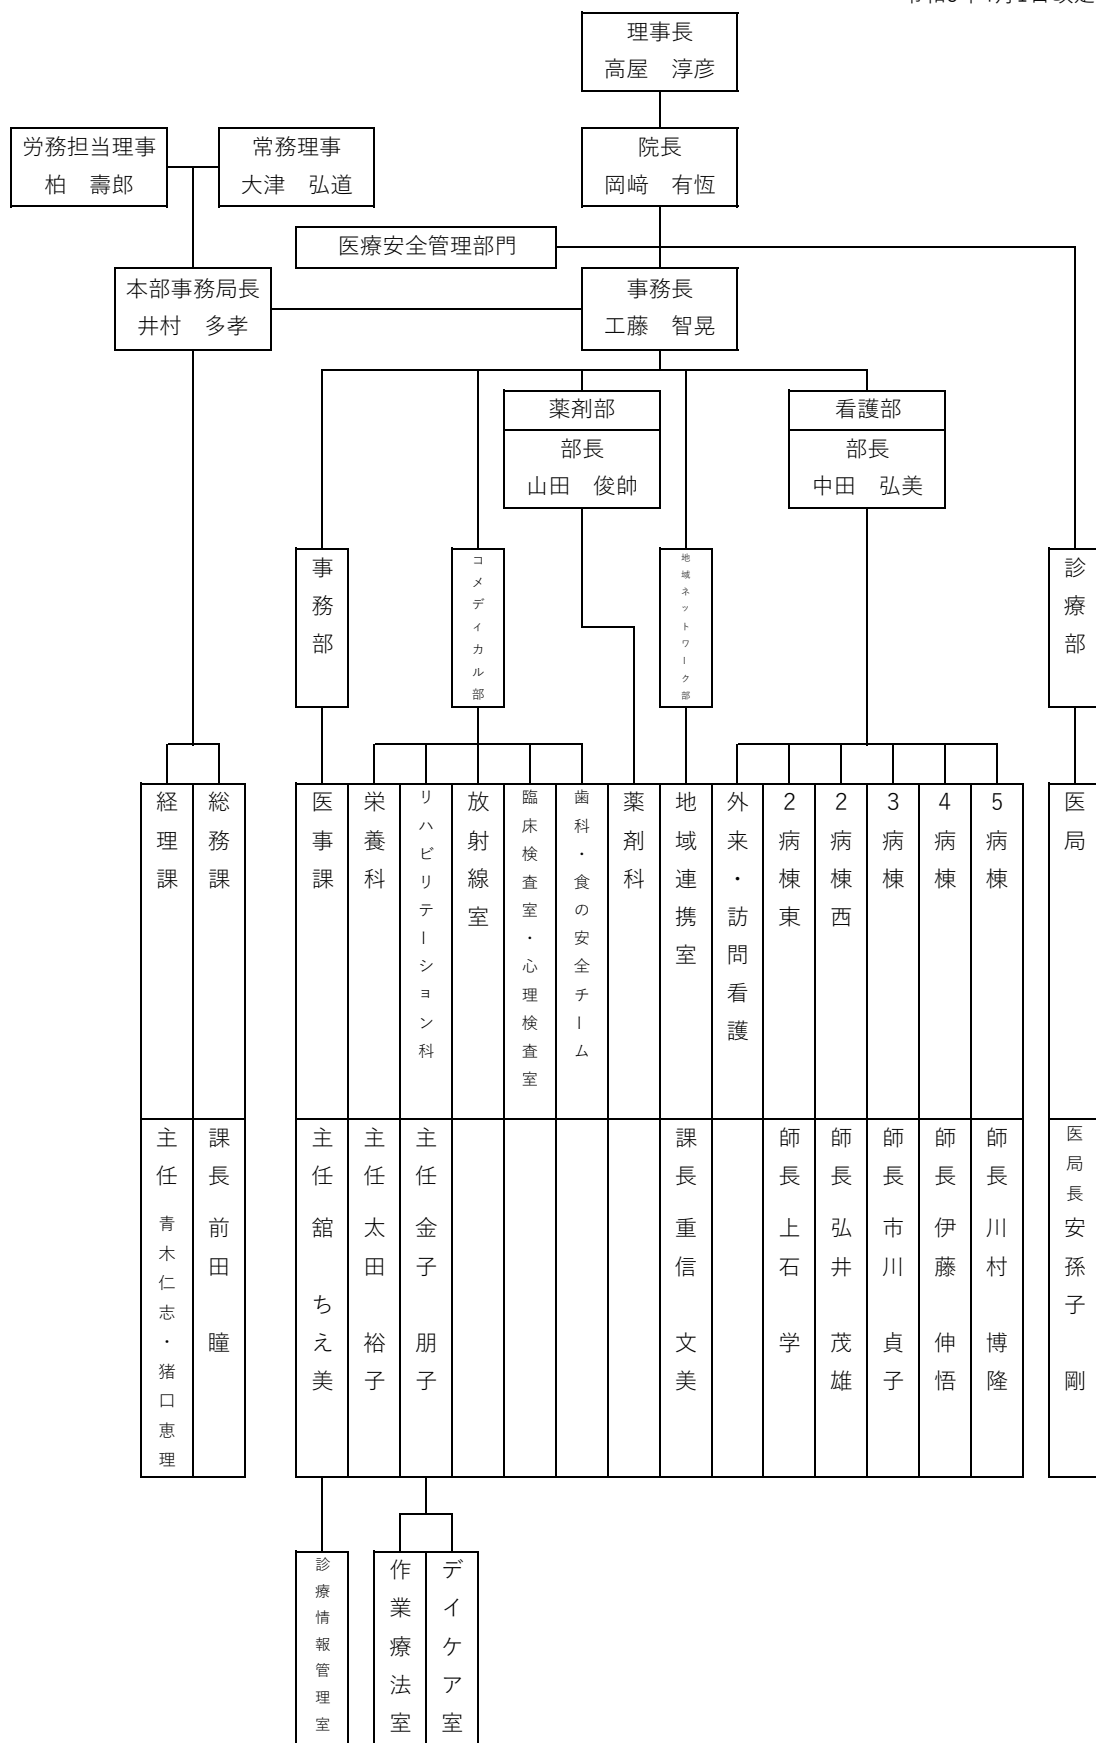 理事長
高屋　淳彦
労務担当理事
柏　壽郎
常務理事
大津　弘道
院長
岡﨑　有恆
医療安全管理部門
本部事務局長
井村　多孝
事務長
工藤　智晃
薬剤部
部長
山田　俊帥
看護部
部長
中田　弘美
事務部
コメディカル部
地域ネットワーク部
診療部
経理課
総務課
医事課
栄養科
リハビリテーション科
放射線室
臨床検査室・心理検査室
歯科・食の安全チーム
薬剤科
地域連携室
外来・訪問看護
2病棟東
2病棟西
3病棟
4病棟
5病棟
医局
主任　青木仁志・猪口恵理
課長　前田　瞳
主任　舘　ちえ美
主任　太田　裕子
主任　金子　朋子
課長　重信　文美
師長　上石　学
師長　弘井　茂雄
師長　市川　貞子
師長　伊藤　伸悟
師長　川村　博隆
医局長　安孫子　剛
診療情報管理室
作業療法室
デイケア室